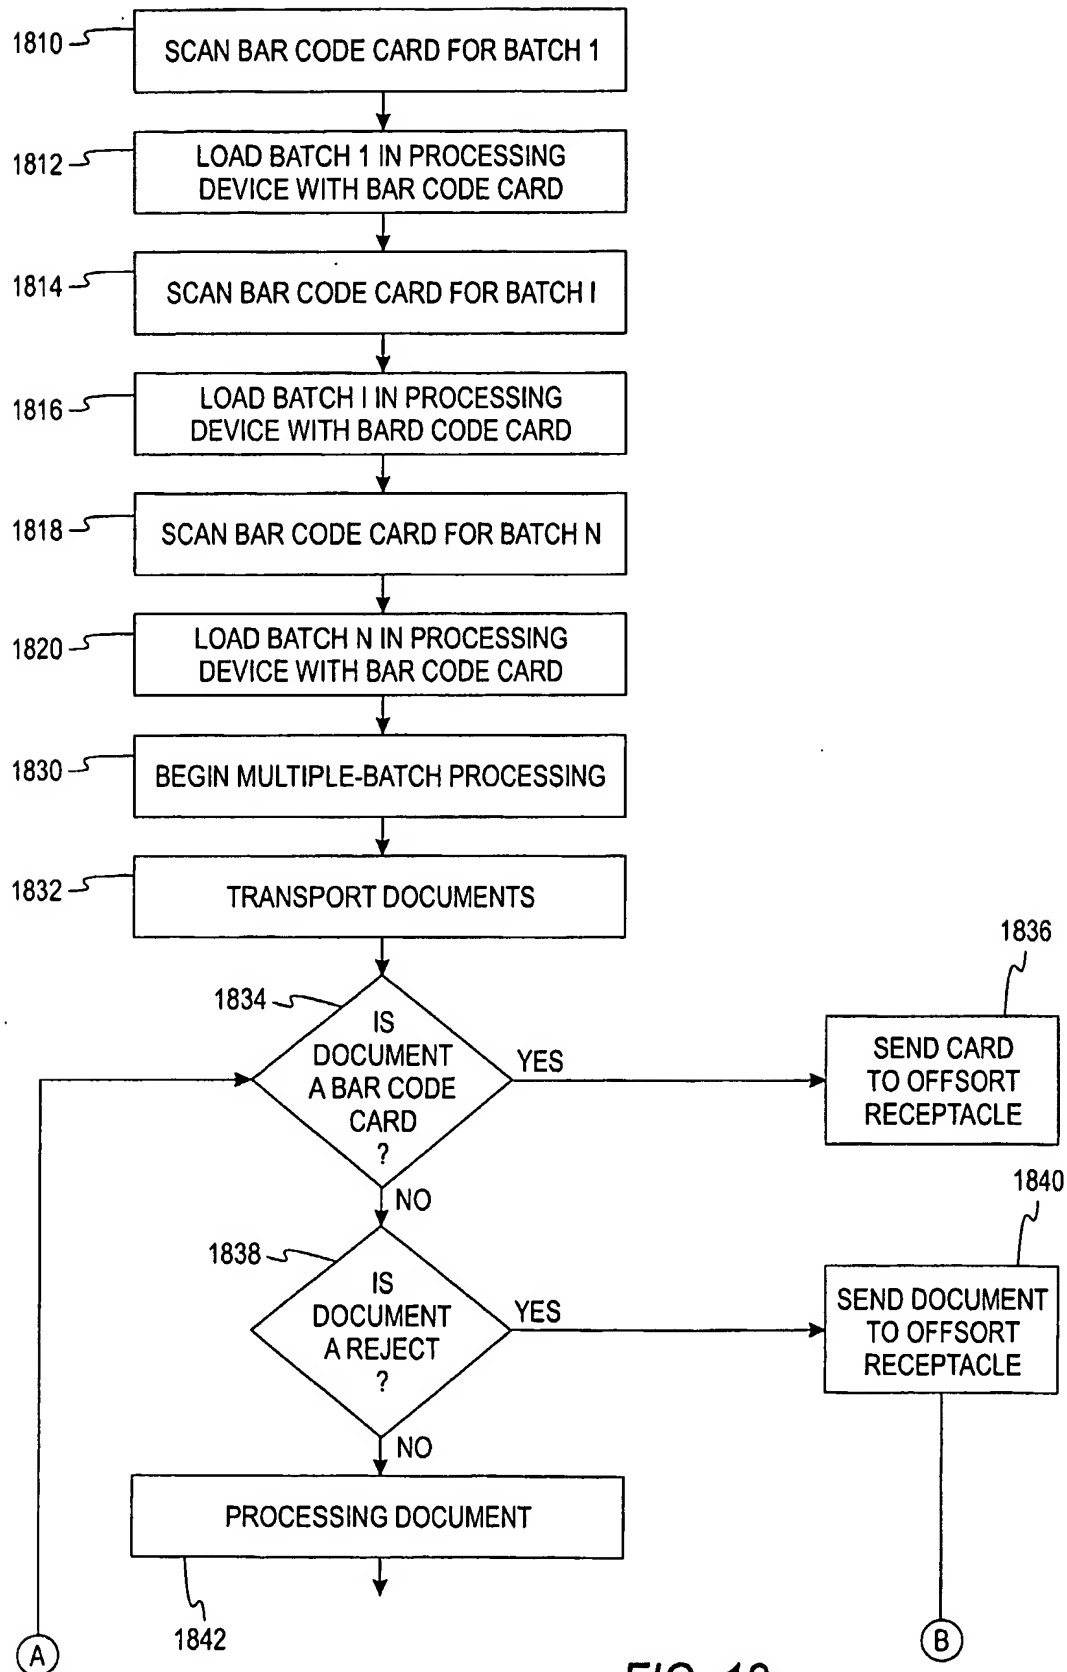 1810
SCAN BAR CODE CARD FOR BATCH 1
1812
LOAD BATCH 1 IN PROCESSING
DEVICE WITH BAR CODE CARD
1814
SCAN BAR CODE CARD FOR BATCH I
1816
LOAD BATCH I IN PROCESSING
DEVICE WITH BARD CODE CARD
1818
SCAN BAR CODE CARD FOR BATCH N
1820
LOAD BATCH N IN PROCESSING
DEVICE WITH BAR CODE CARD
1830
BEGIN MULTIPLE-BATCH PROCESSING
1832
TRANSPORT DOCUMENTS
1834
IS
DOCUMENT
A BAR CODE
CARD
?
YES
1836
SEND CARD
TO OFFSORT
RECEPTACLE
NO
1838
IS
DOCUMENT
A REJECT
?
YES
1840
SEND DOCUMENT
TO OFFSORT
RECEPTACLE
NO
PROCESSING DOCUMENT
1842
A
B